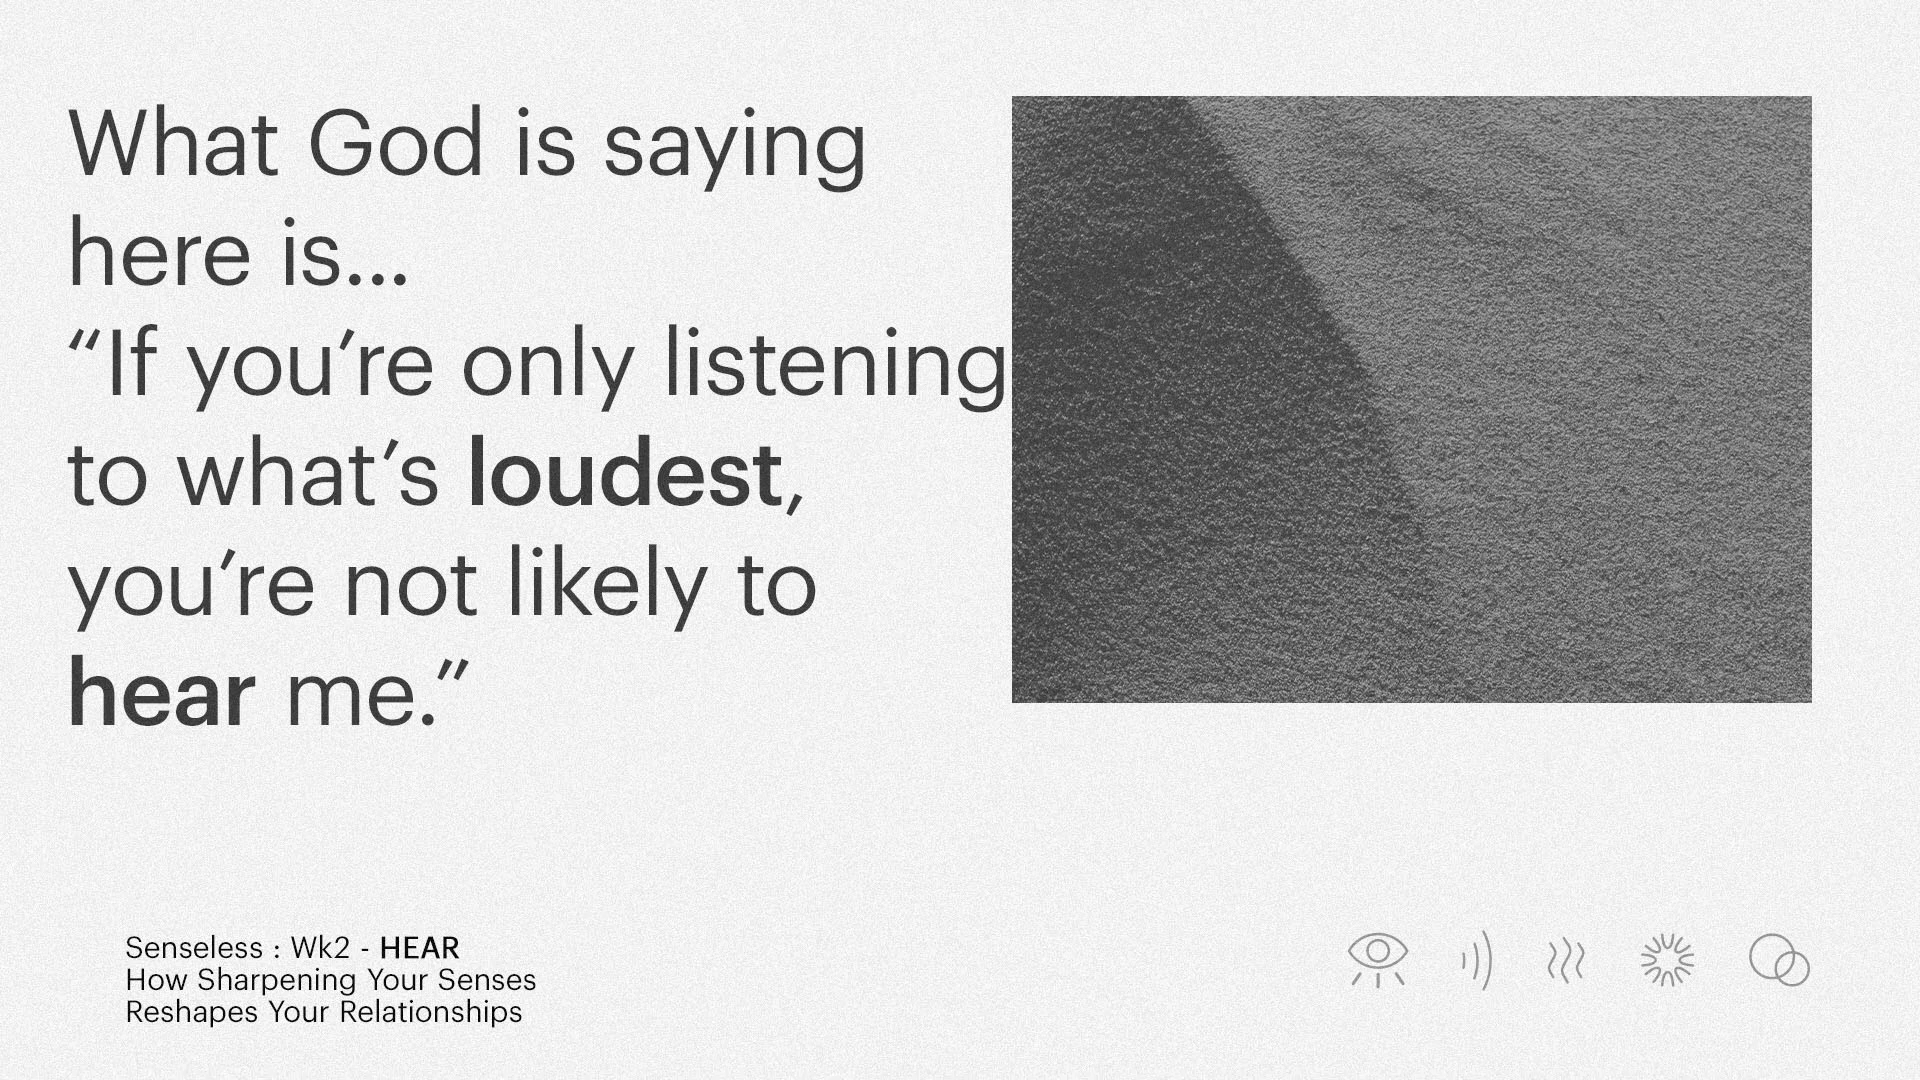 What God is saying
here is...
“If you’re only listening
to what’s loudest,
you’re not likely to
hear me.”
Senseless : Wk2 - HEAR
How Sharpening Your Senses
Reshapes Your Relationships